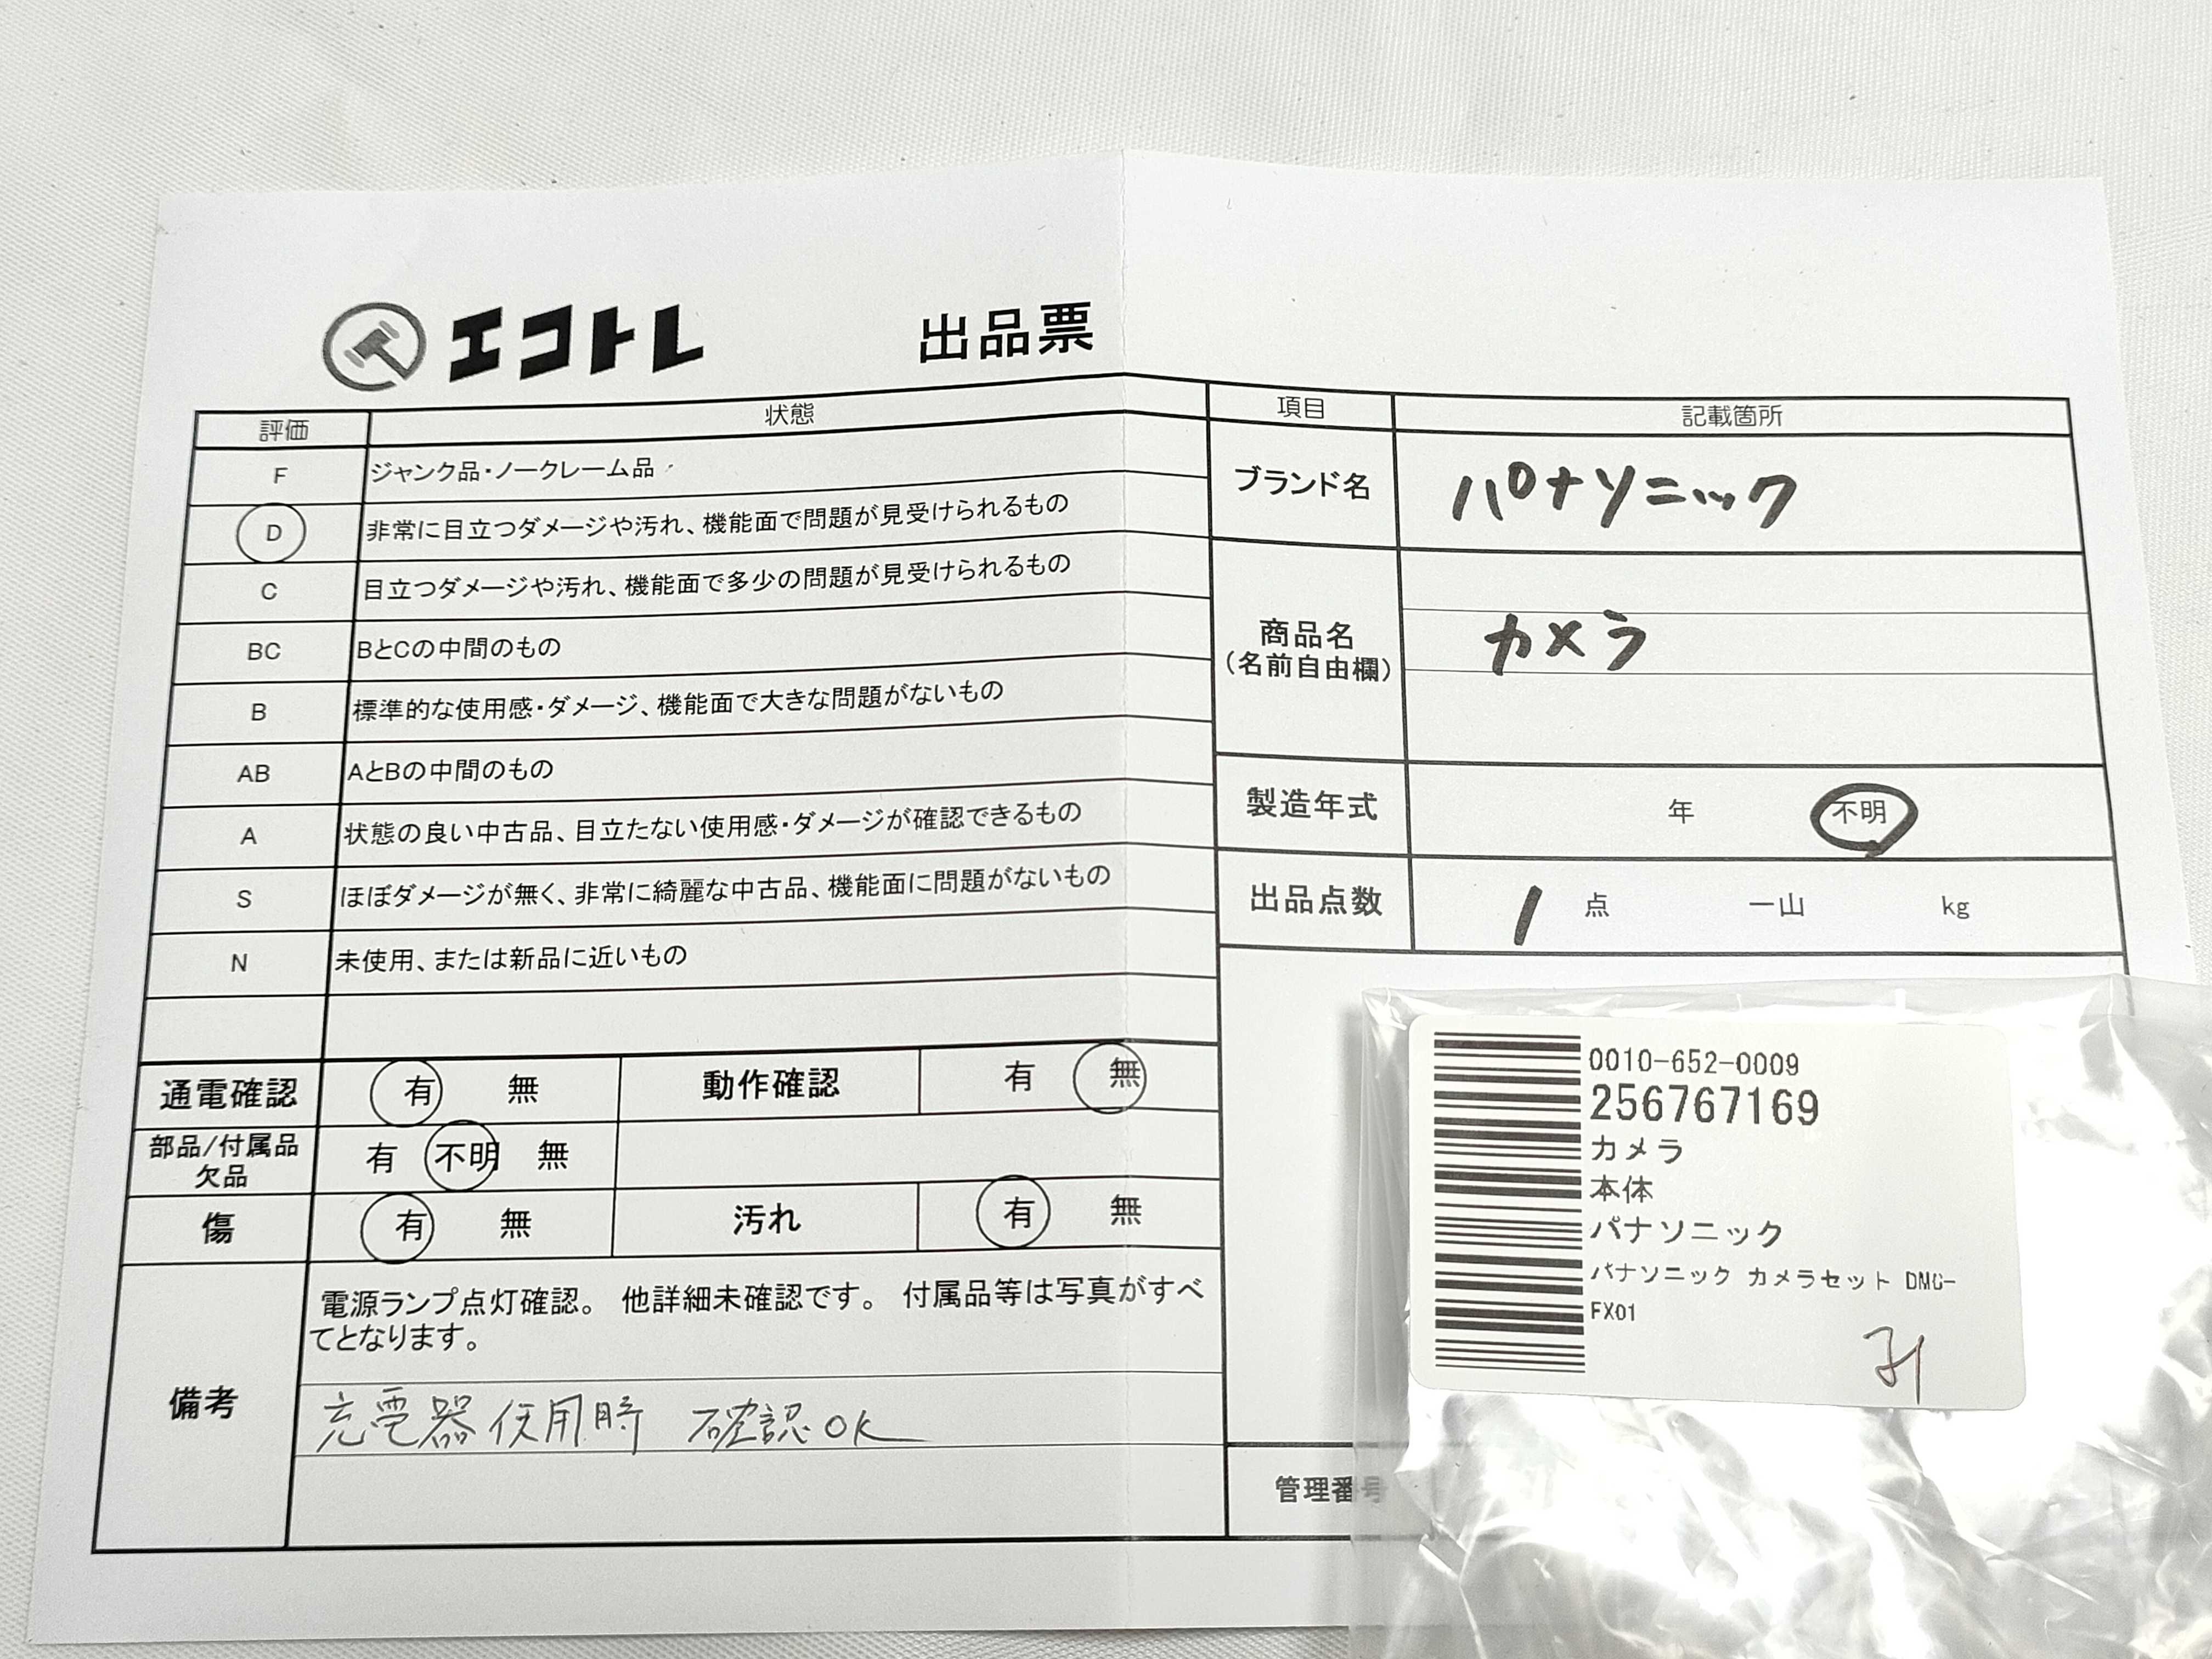 エコトレ 出品票
評価 状態
F ジャンク品・ノークレーム品
D 非常に目立つダメージや汚れ、機能面で問題が見受けられるもの
C 目立つダメージや汚れ、機能面で多少の問題が見受けられるもの
BC BとCの中間のもの
B 標準的な使用感・ダメージ、機能面で大きな問題がないもの
AB AとBの中間のもの
A 状態の良い中古品、目立たない使用感・ダメージが確認できるもの
S ほぼダメージが無く、非常に綺麗な中古品、機能面に問題がないもの
N 未使用、または新品に近いもの
通電確認 有 無 動作確認 有 無
部品/付属品 有 不明 無
欠品
傷 有 無 汚れ 有 無
備考
電源ランプ点灯確認。 他詳細未確認です。 付属品等は写真がすべ
てとなります。
充電器使用時 確認OK
項目 記載箇所
ブランド名 パナソニック
商品名 カメラ
(名前自由欄)
製造年式 年 不明
出品点数 1 点 一山 kg
管理番号
0010-652-0009
256767169
カメラ
本体
パナソニック
パナソニック カメラセット DMC-
FX01